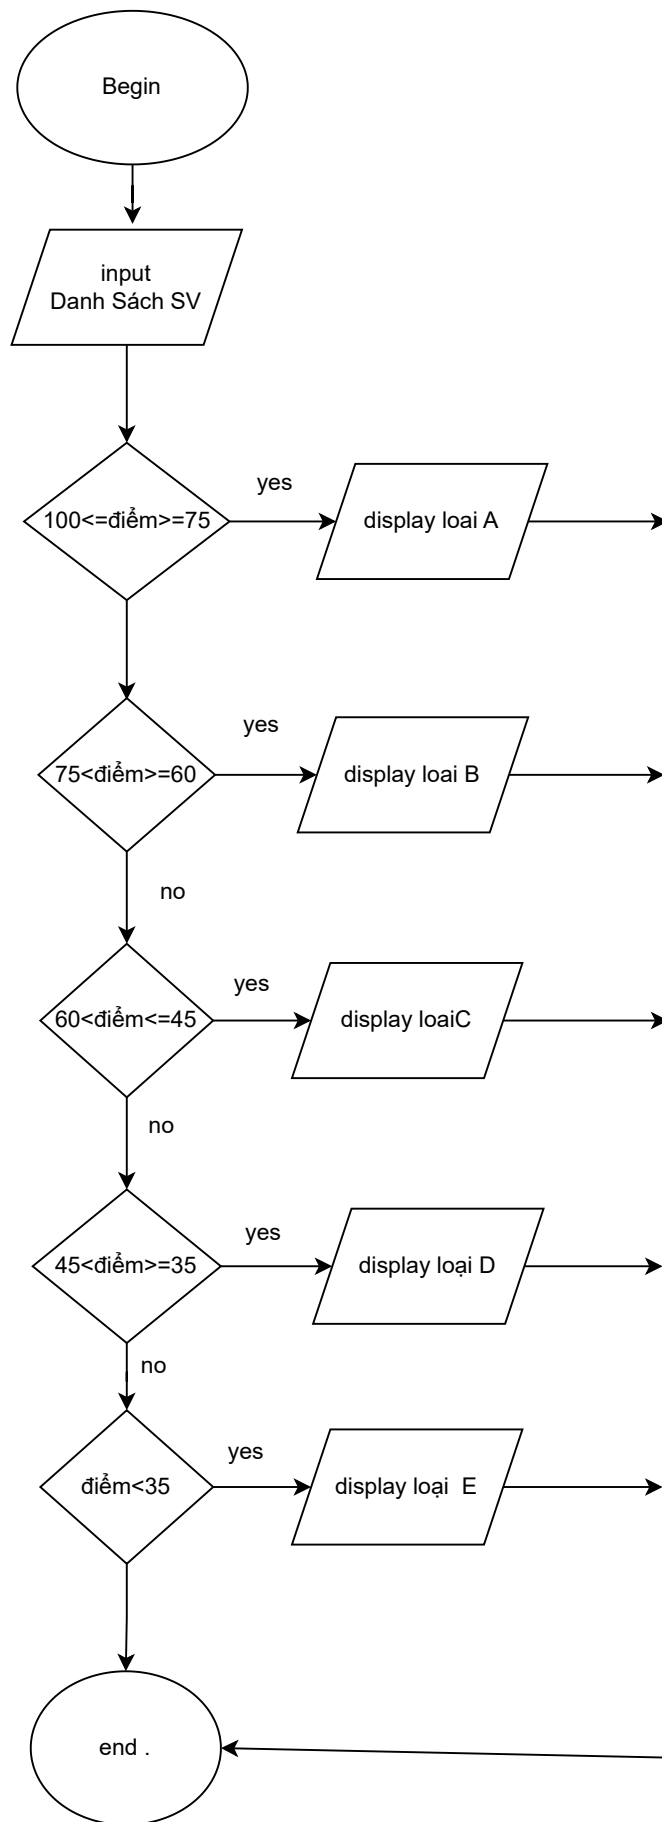 Begin
input
Danh Sách SV
100<=điểm>=75
yes
display loai A
75<điểm>=60
yes
display loai B
no
60<điểm<=45
yes
display loaiC
no
45<điểm>=35
yes
display loại D
no
điểm<35
yes
display loại  E
end .